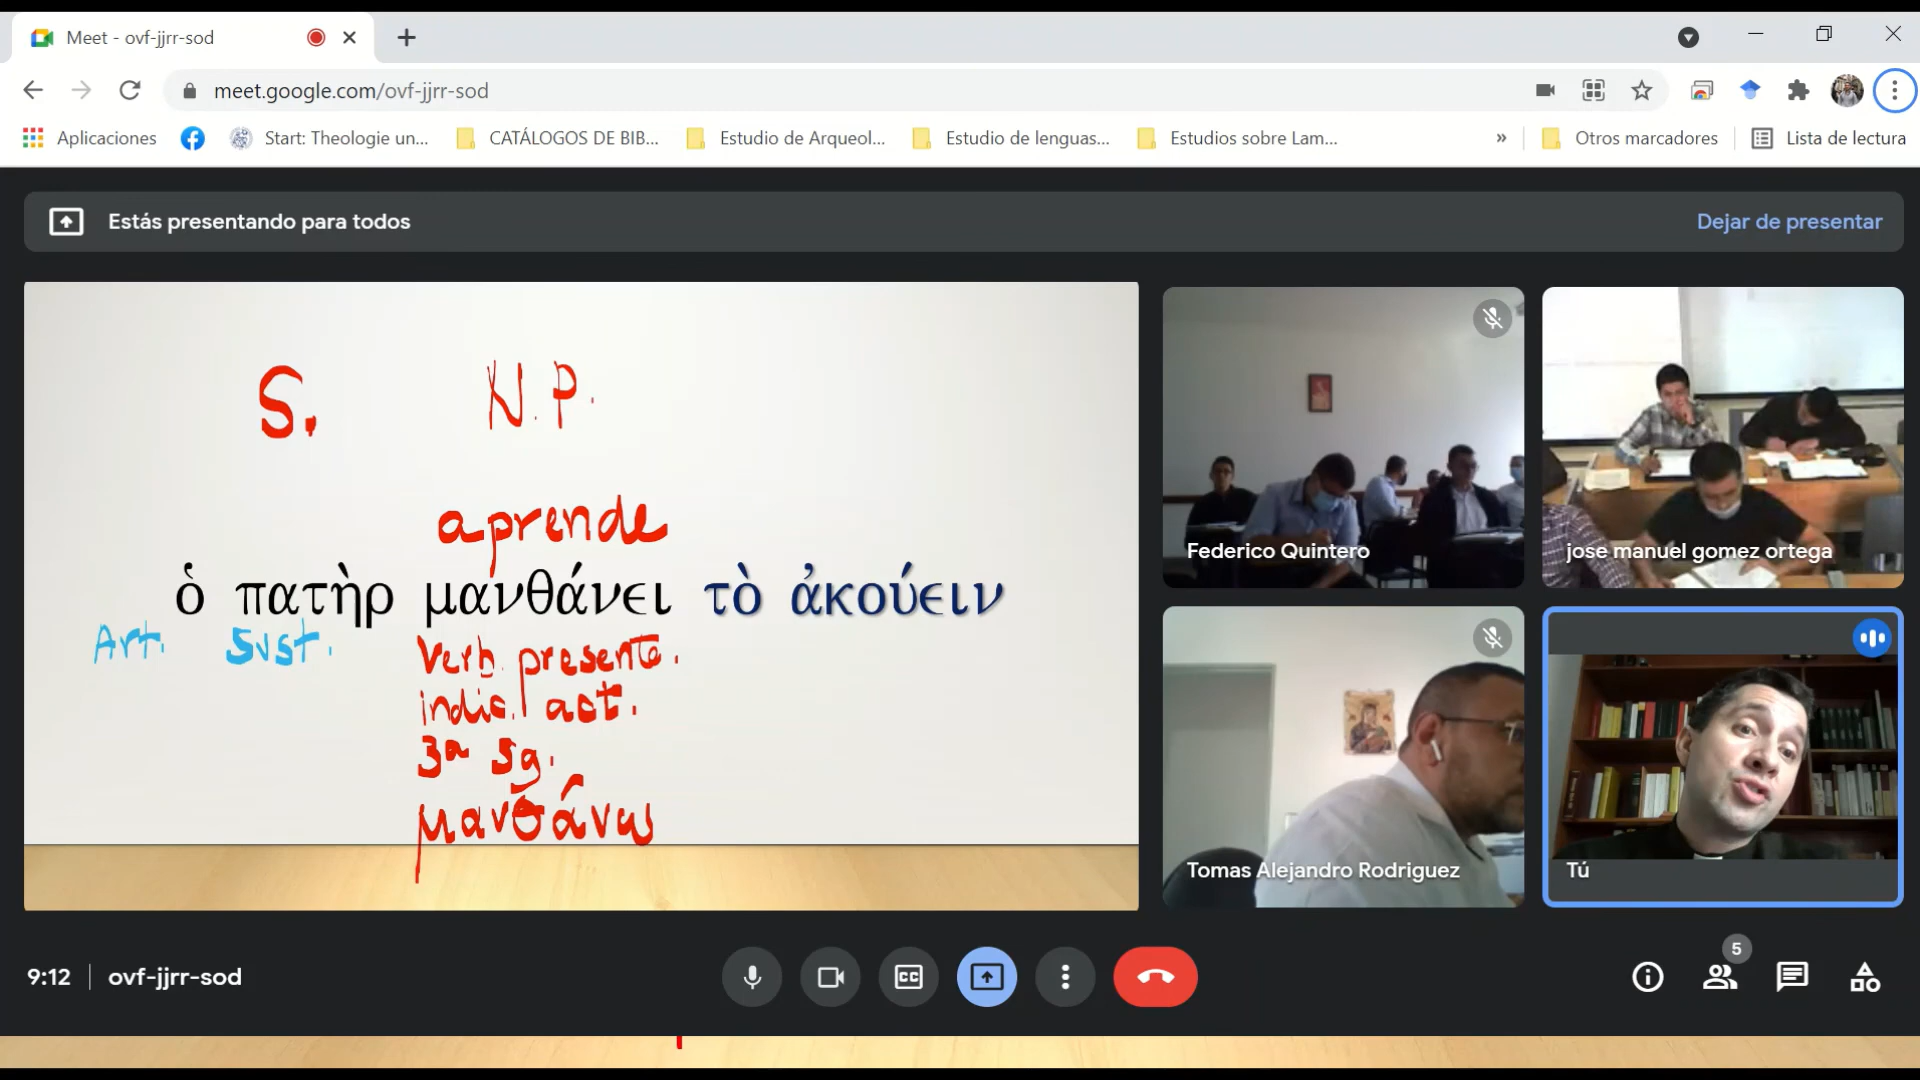 Meet - ovf-jjrr-sod
meet.google.com/ovf-jjrr-sod
Aplicaciones
Start: Theologie un...
CATÁLOGOS DE BIB...
Estudio de Arqueol...
Estudio de lenguas...
Estudios sobre Lam...
»
Otros marcadores
Lista de lectura
Estás presentando para todos
Dejar de presentar
S. N.P.
aprende
ὁ πατὴρ μανθάνει τὸ ἀκούειν
Art. Sust. Verb. presente.
indic. act.
3ª sg.
μανθάνω
Federico Quintero
jose manuel gomez ortega
Tomas Alejandro Rodriguez
Tú
9:12 ovf-jjrr-sod
CC
5